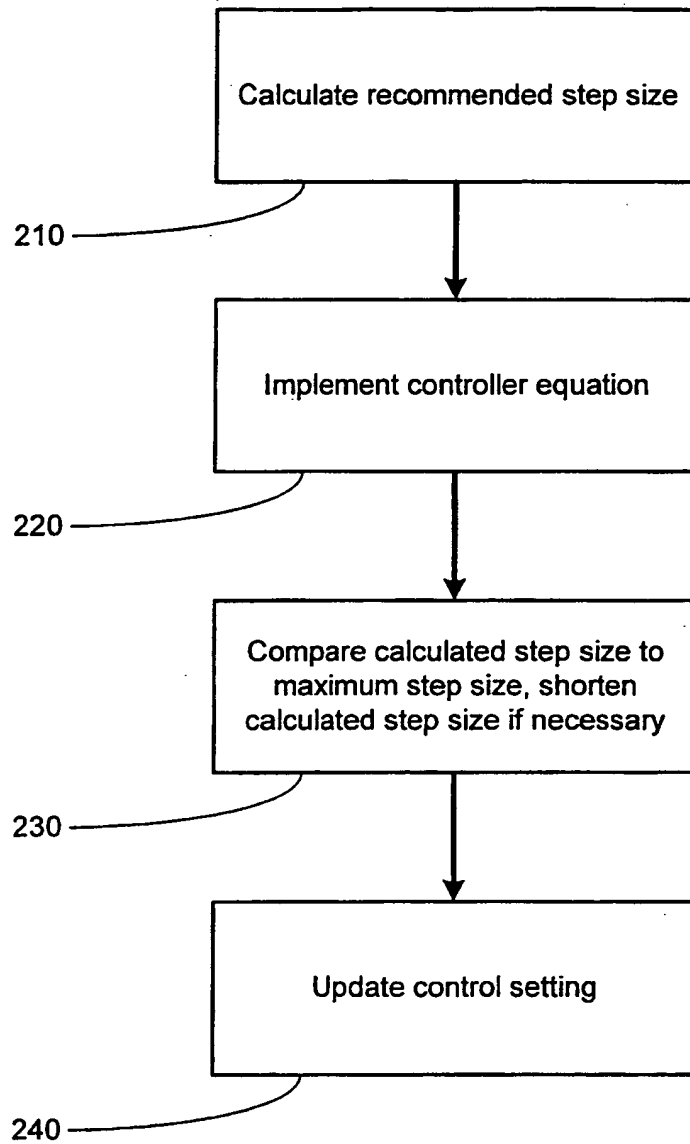 Calculate recommended step size
210
Implement controller equation
220
Compare calculated step size to
maximum step size, shorten
calculated step size if necessary
230
Update control setting
240